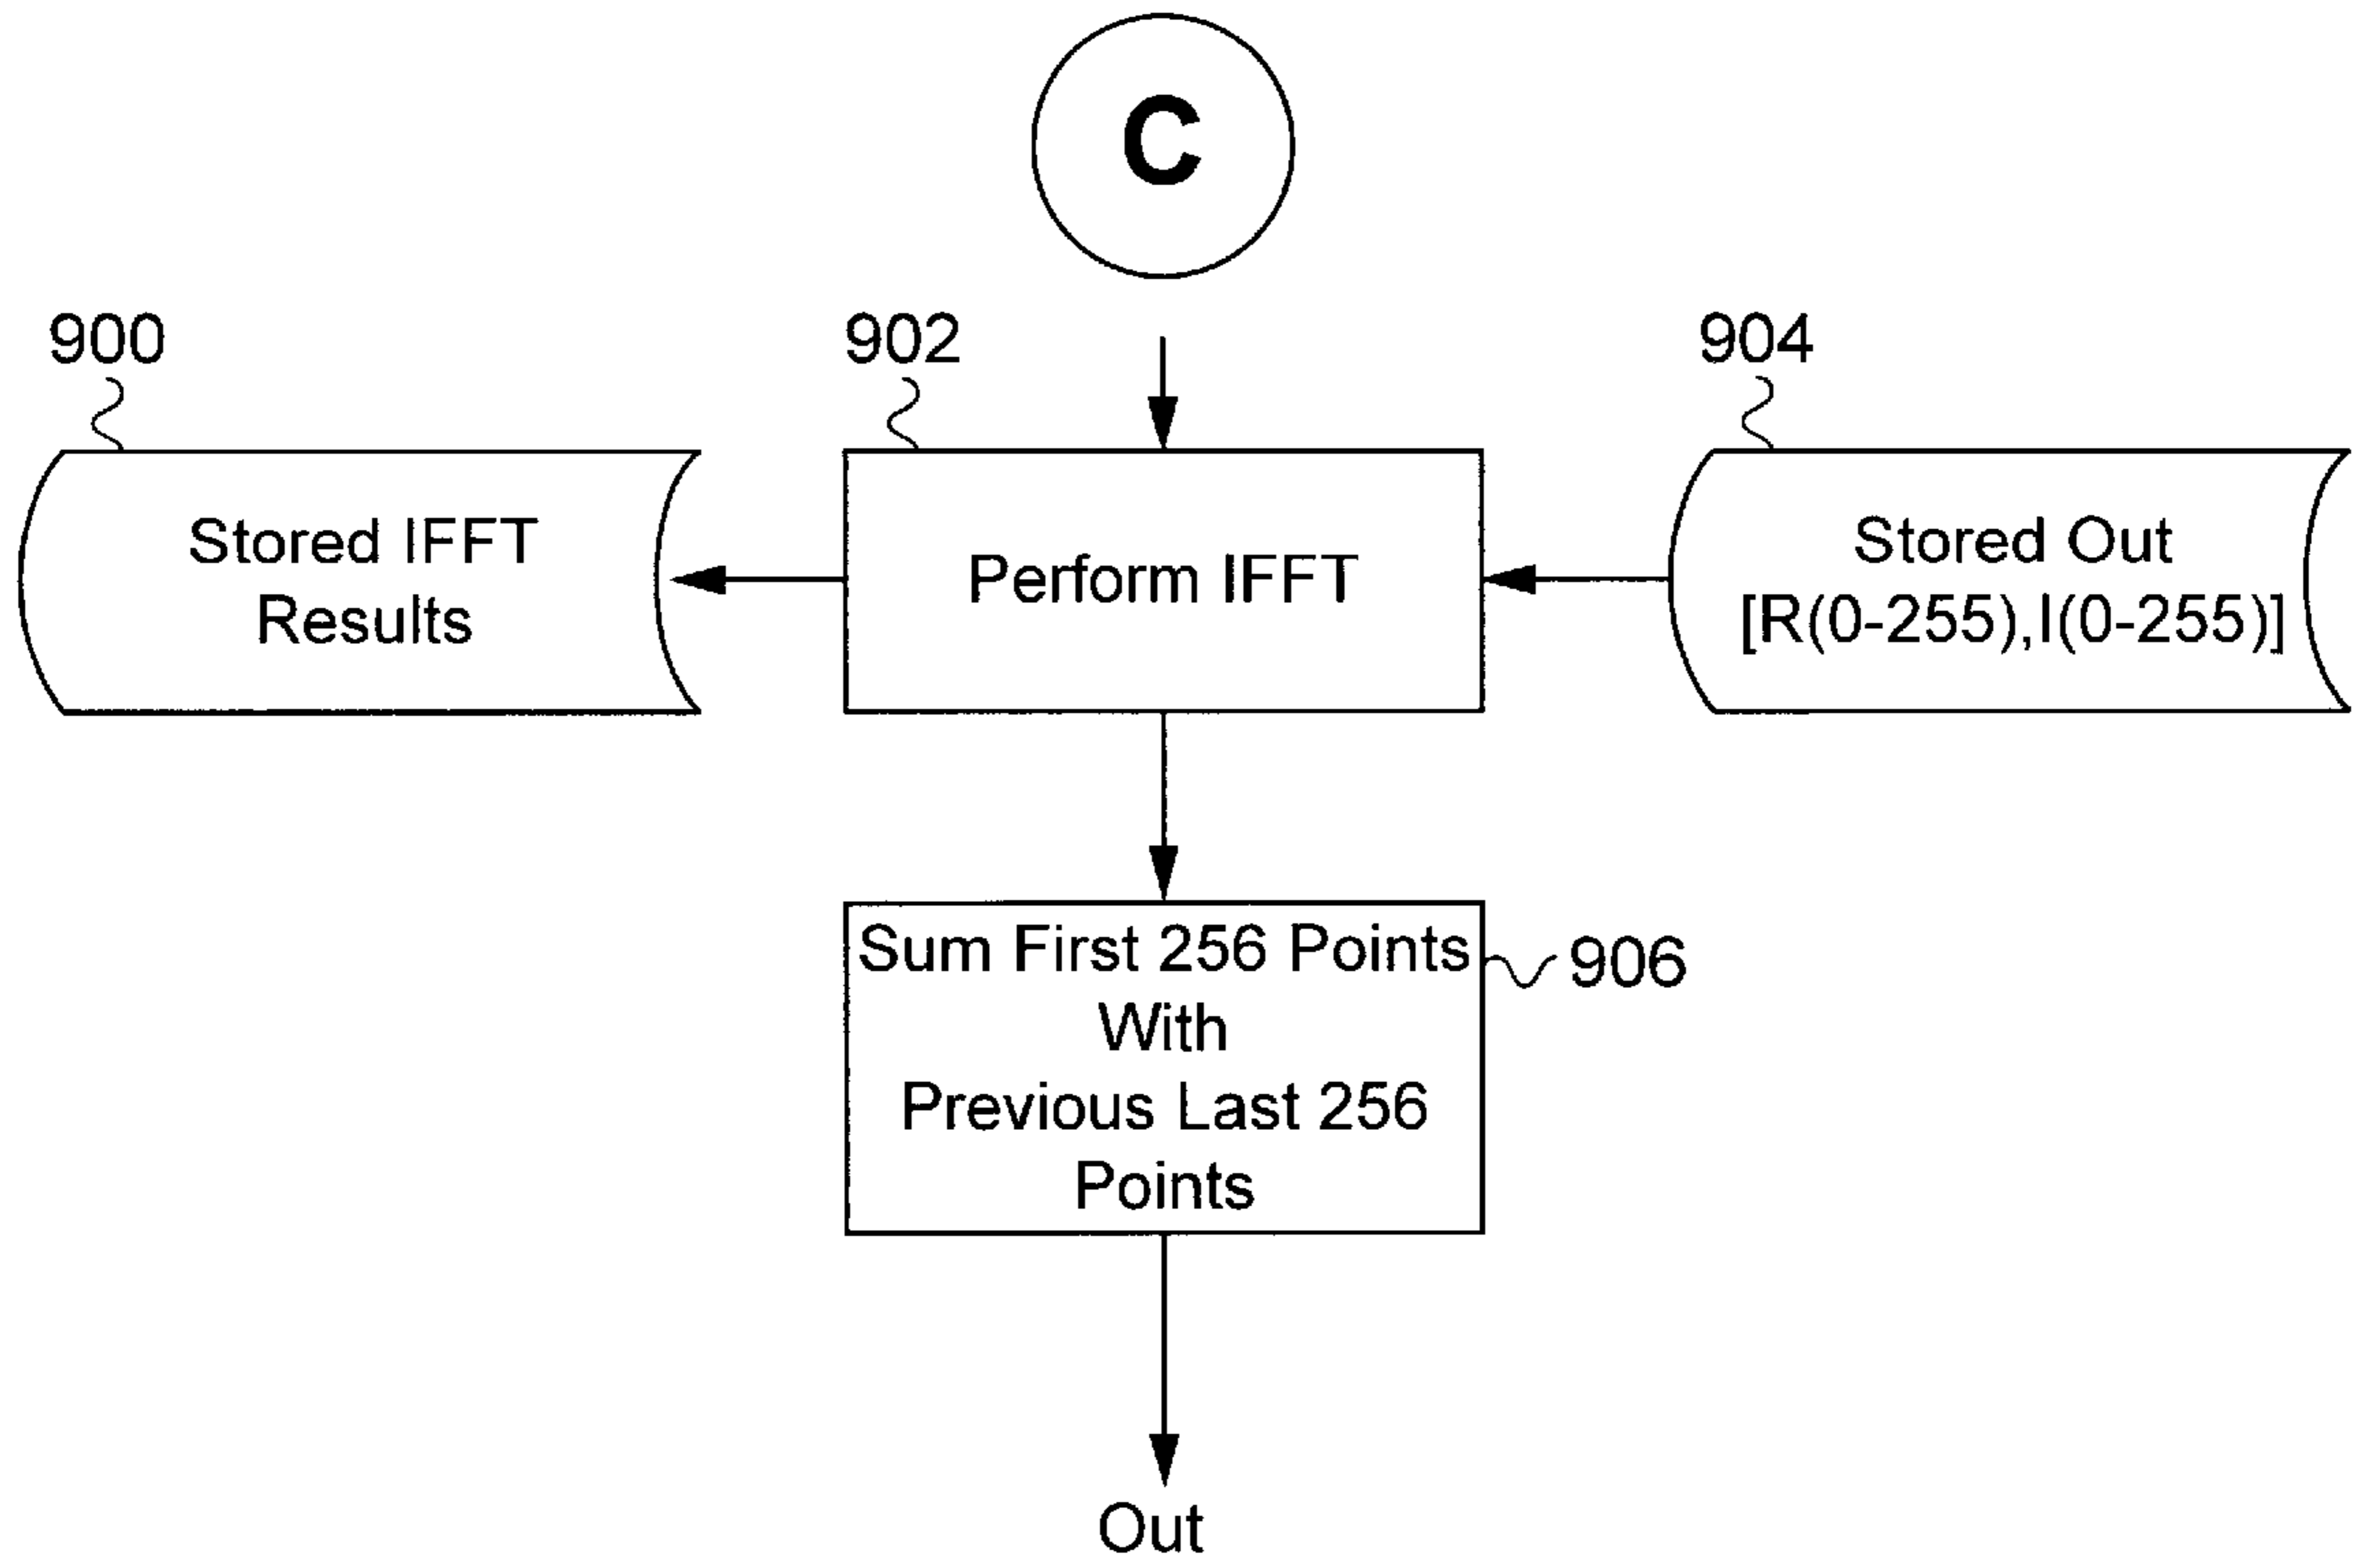 C
900
902
904
Stored IFFT
Results
Perform IFFT
Stored Out
[R(0-255),I(0-255)]
Sum First 256 Points
With
Previous Last 256
Points
906
Out